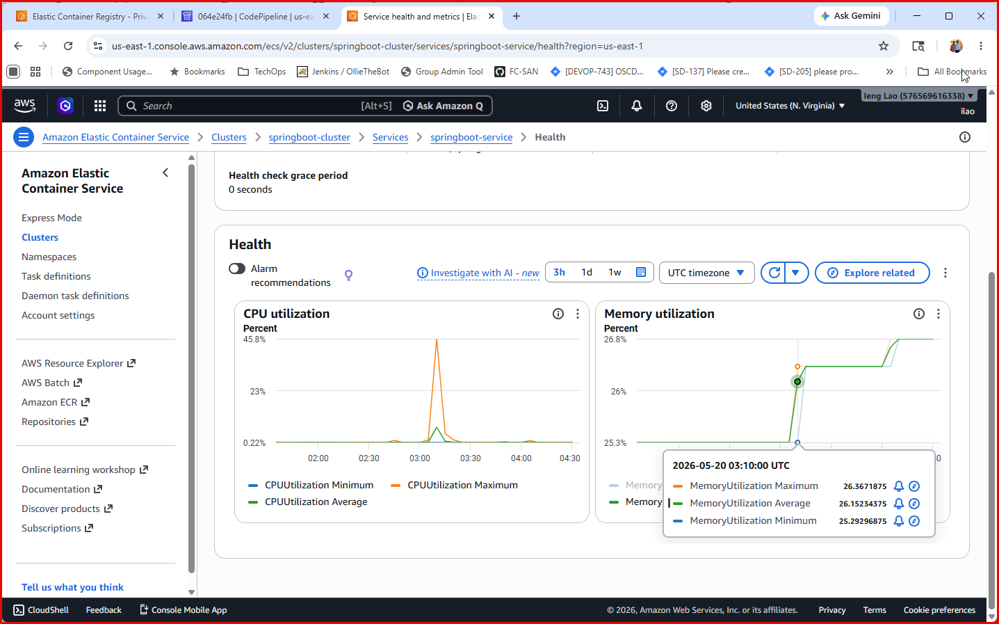 Elastic Container Registry - Priva
064e24fb | CodePipeline | us-ea
Service health and metrics | Elas
Ask Gemini
us-east-1.console.aws.amazon.com/ecs/v2/clusters/springboot-cluster/services/springboot-service/health?region=us-east-1
Component Usage...
Bookmarks
TechOps
Jenkins / OllieTheBot
Group Admin Tool
FC-SAN
[DEVOP-743] OSCD...
[SD-137] Please cre...
[SD-205] please pro...
»
All Bookmarks
aws
Search
[Alt+S]
Ask Amazon Q
United States (N. Virginia)
Ieng Lao (576569616338)
ilao
Amazon Elastic Container Service
Clusters
springboot-cluster
Services
springboot-service
Health
Amazon Elastic
Container Service
Express Mode
Clusters
Namespaces
Task definitions
Daemon task definitions
Account settings
AWS Resource Explorer
AWS Batch
Amazon ECR
Repositories
Online learning workshop
Documentation
Discover products
Subscriptions
Tell us what you think
Health check grace period
0 seconds
Health
Alarm
recommendations
Investigate with AI - new
3h 1d 1w
UTC timezone
Explore related
CPU utilization
Percent
45.8%
23%
0.22%
02:00 02:30 03:00 03:30 04:00 04:30
CPUUtilization Minimum
CPUUtilization Maximum
CPUUtilization Average
Memory utilization
Percent
26.8%
26%
25.3%
Memory
Memory
2026-05-20 03:10:00 UTC
MemoryUtilization Maximum 26.3671875
MemoryUtilization Average 26.15234375
MemoryUtilization Minimum 25.29296875
CloudShell
Feedback
Console Mobile App
© 2026, Amazon Web Services, Inc. or its affiliates.
Privacy
Terms
Cookie preferences